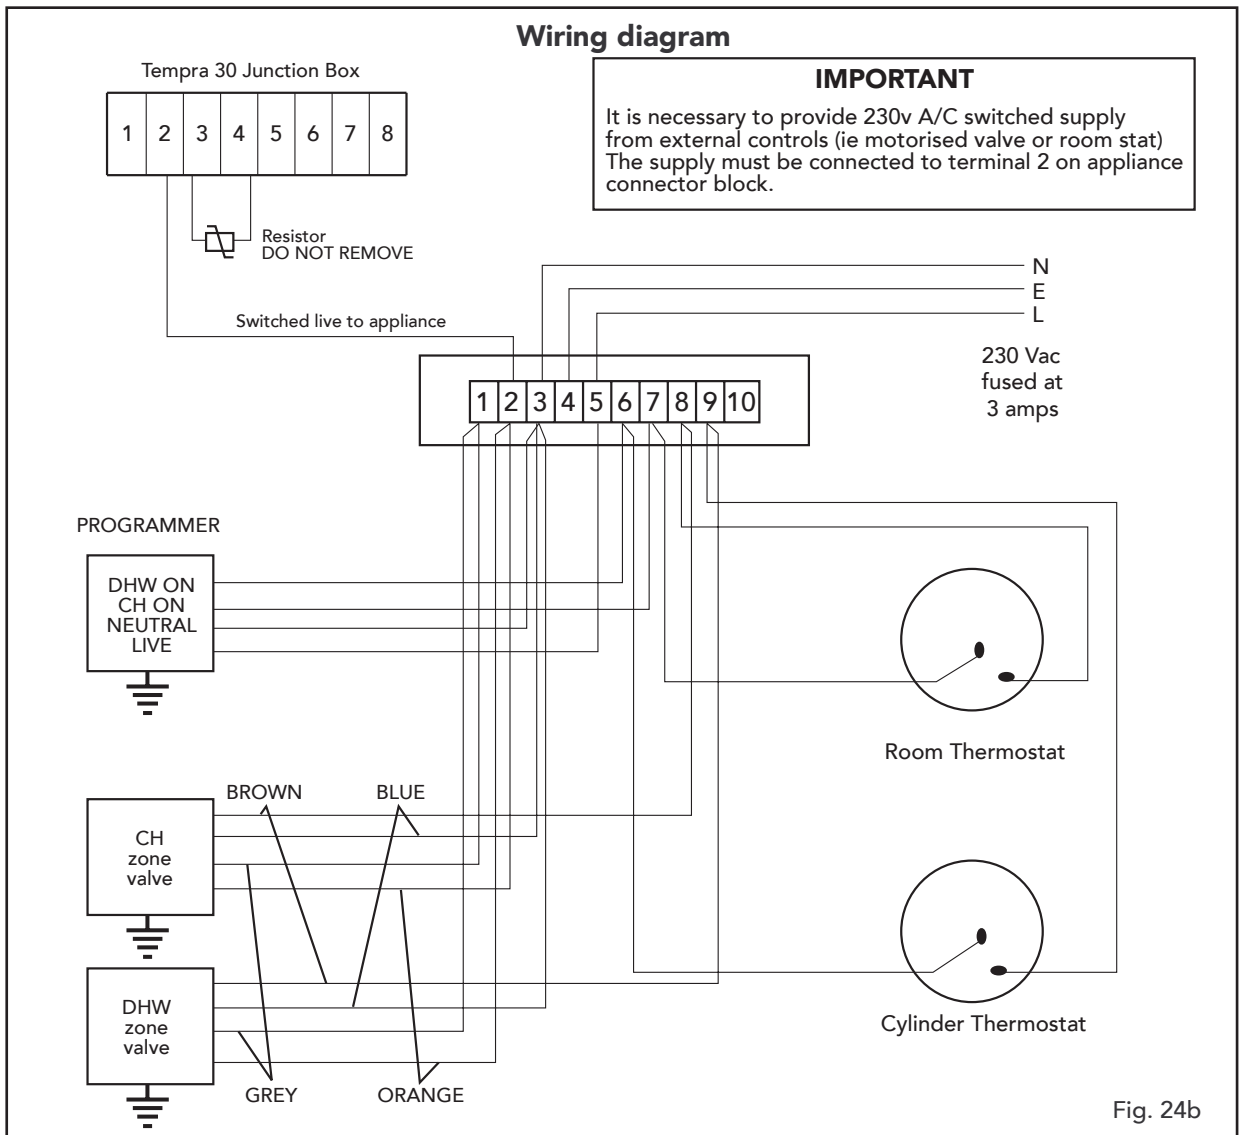 Wiring diagram
Tempra 30 Junction Box
1 2 3 4 5 6 7 8
IMPORTANT
It is necessary to provide 230v A/C switched supply
from external controls (ie motorised valve or room stat)
The supply must be connected to terminal 2 on appliance
connector block.
Resistor
DO NOT REMOVE
N
E
L
Switched live to appliance
230 Vac
fused at
3 amps
1 2 3 4 5 6 7 8 9 10
PROGRAMMER
DHW ON
CH ON
NEUTRAL
LIVE
Room Thermostat
BROWN
BLUE
CH
zone
valve
DHW
zone
valve
Cylinder Thermostat
GREY
ORANGE
Fig. 24b